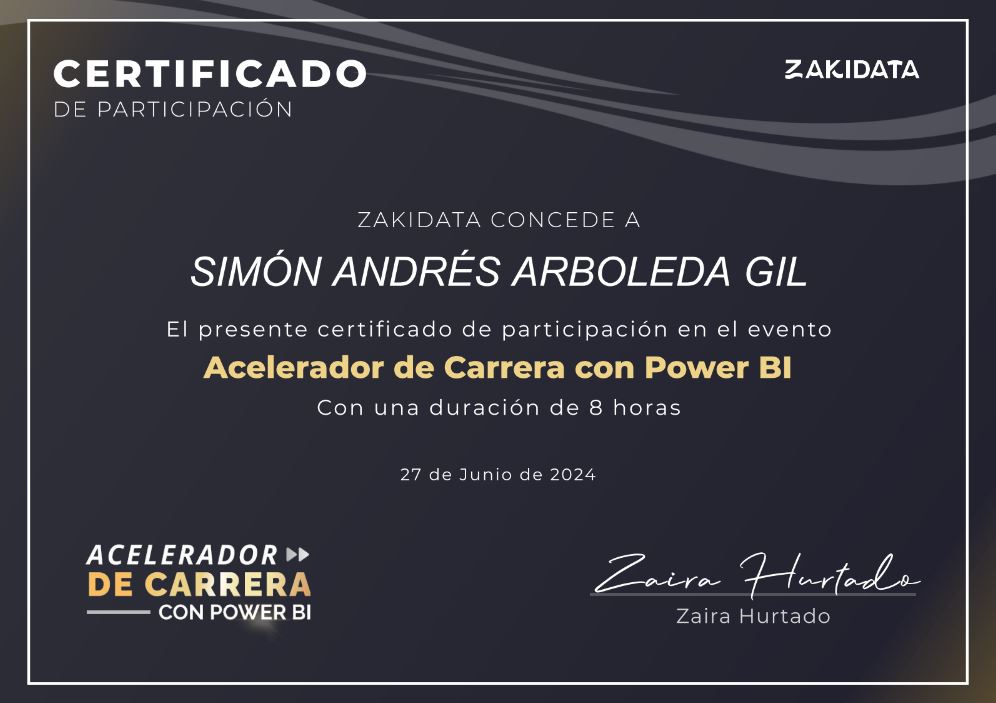 CERTIFICADO
DE PARTICIPACIÓN
ZAKIDATA
ZAKIDATA CONCEDE A
SIMÓN ANDRÉS ARBOLEDA GIL
El presente certificado de participación en el evento
Acelerador de Carrera con Power BI
Con una duración de 8 horas
27 de Junio de 2024
ACELERADOR
DE CARRERA
CON POWER BI
Zaira Hurtado
Zaira Hurtado